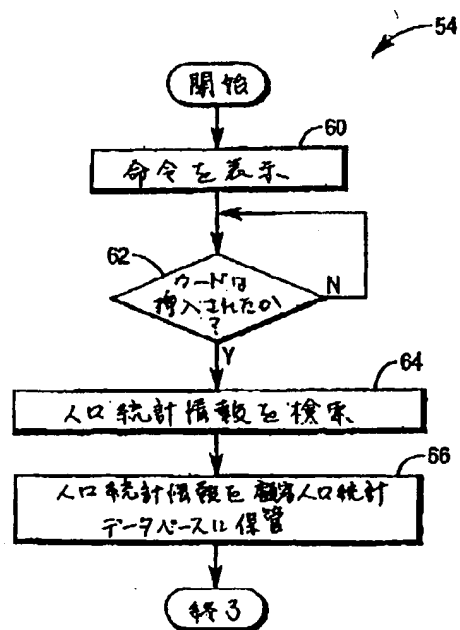 54
開始
60
命令を表示
62
カードは
挿入されたか
?
N
Y
64
人口統計情報を検索
66
人口統計情報を顧客人口統計
データベースに保管
終了